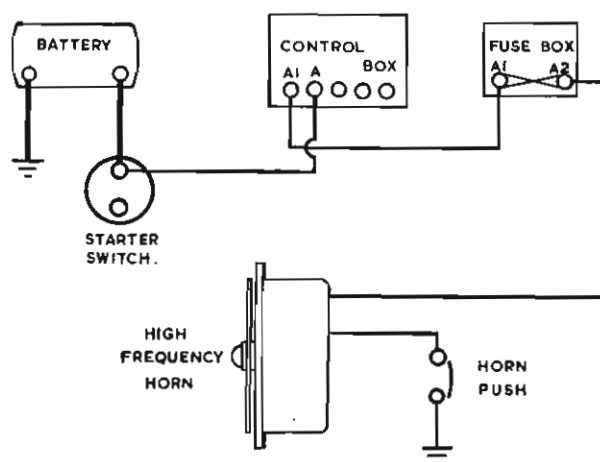 BATTERY
CONTROL
BOX
A1 A
FUSE BOX
A1 A2
STARTER
SWITCH.
HIGH
FREQUENCY
HORN
HORN
PUSH